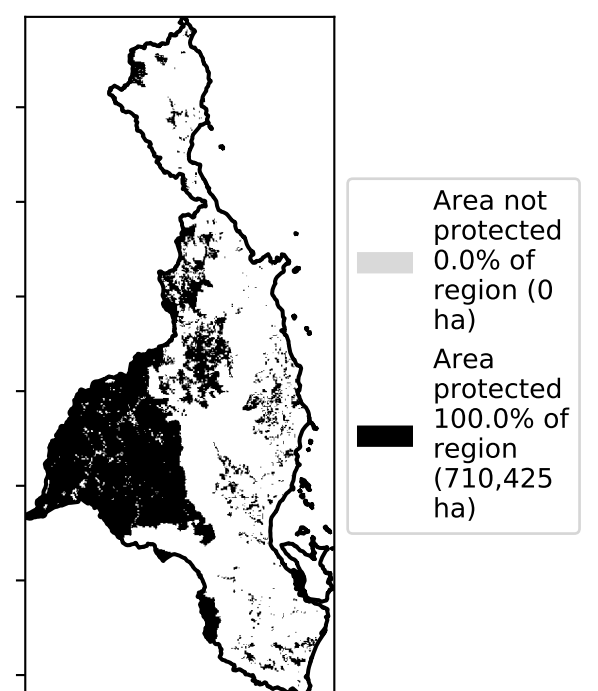 Area not
protected
0.0% of
region (0
ha)
Area
protected
100.0% of
region
(710,425
ha)